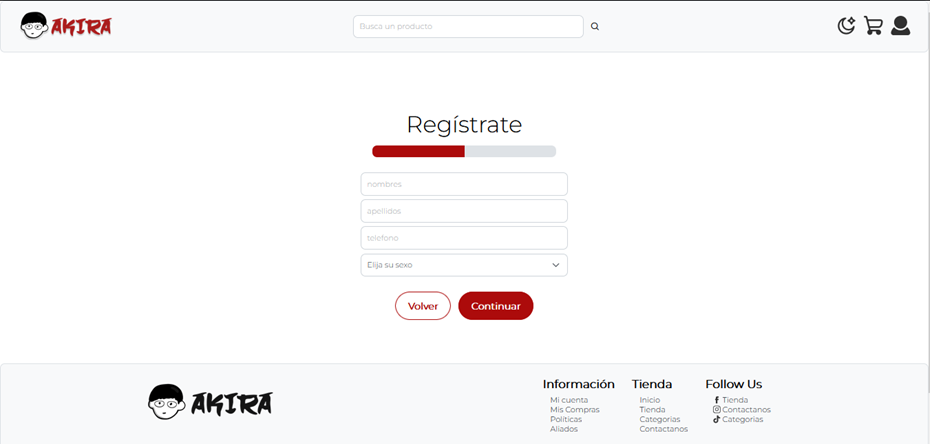 AKIRA
Busca un producto
Regístrate
nombres
apellidos
telefono
Elija su sexo
Volver
Continuar
AKIRA
Información
Mi cuenta
Mis Compras
Políticas
Aliados
Tienda
Inicio
Tienda
Categorias
Contactanos
Follow Us
Tienda
Contactanos
Categorias